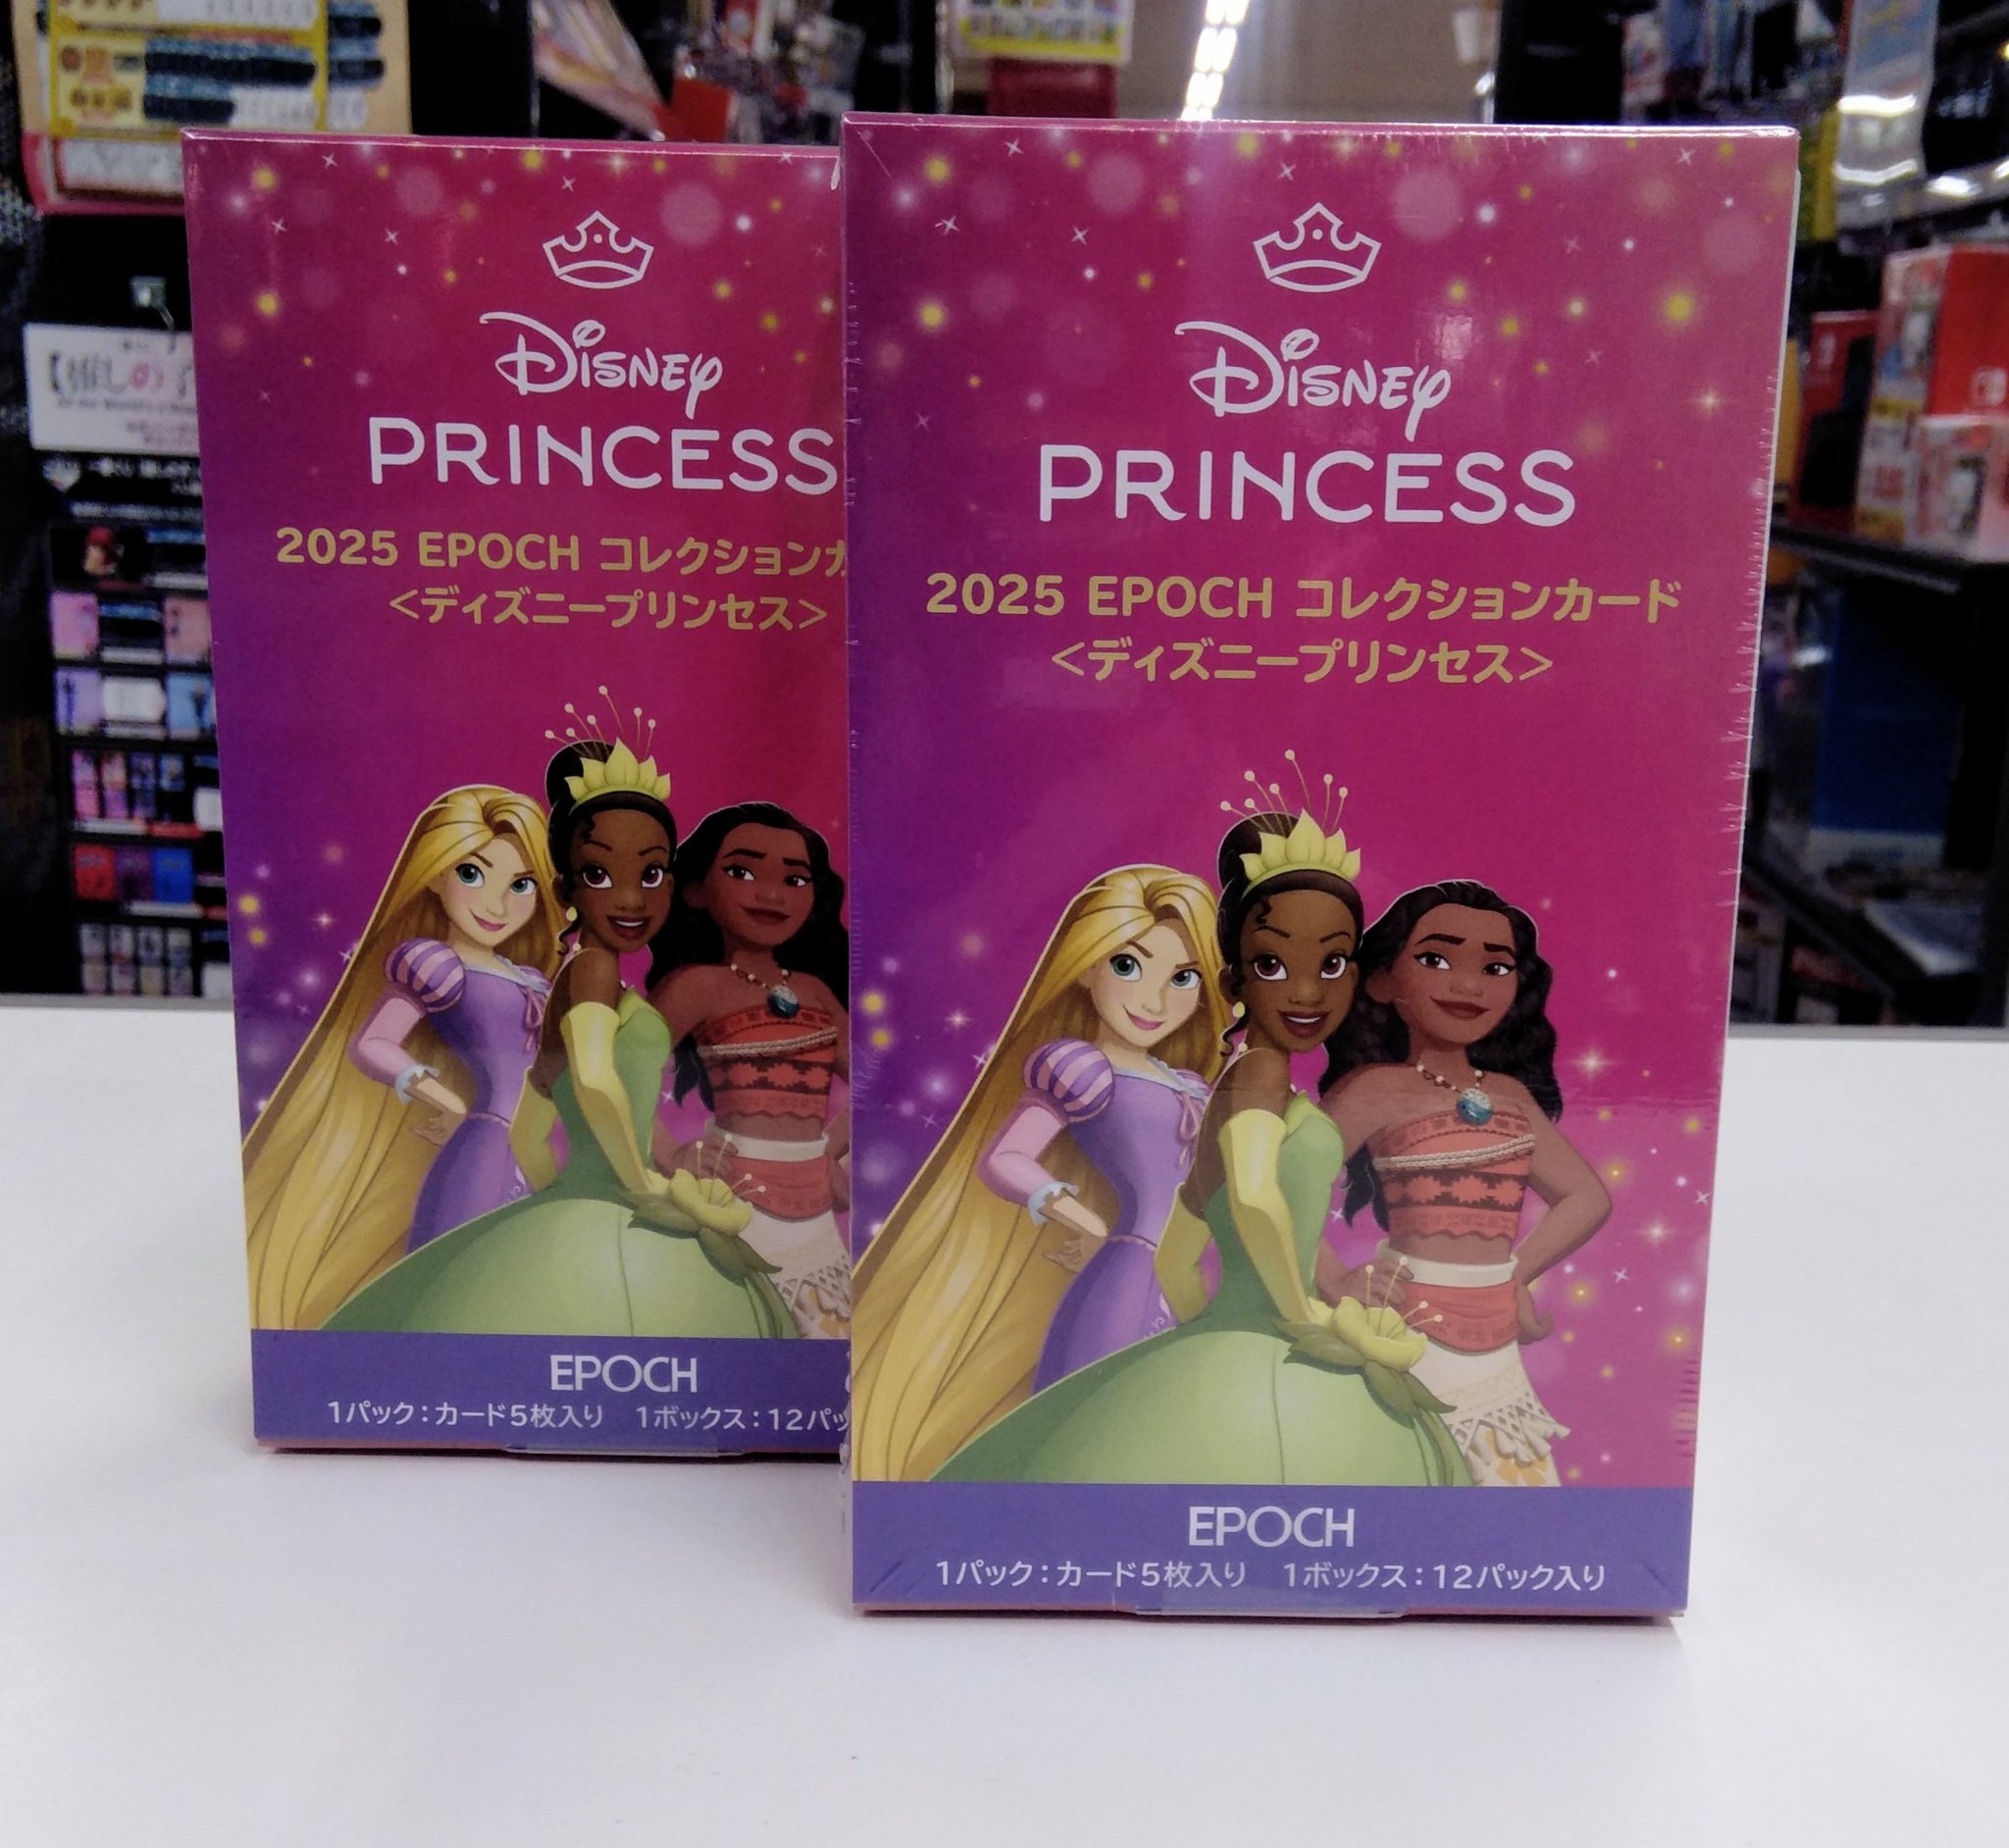 Disney
PRINCESS
2025 EPOCH コレクションカ
<ディズニープリンセス>
EPOCH
1パック:カード5枚入り 1ボックス:12パッ
Disney
PRINCESS
2025 EPOCH コレクションカード
<ディズニープリンセス>
EPOCH
1パック:カード5枚入り 1ボックス:12パック入り
【推しの